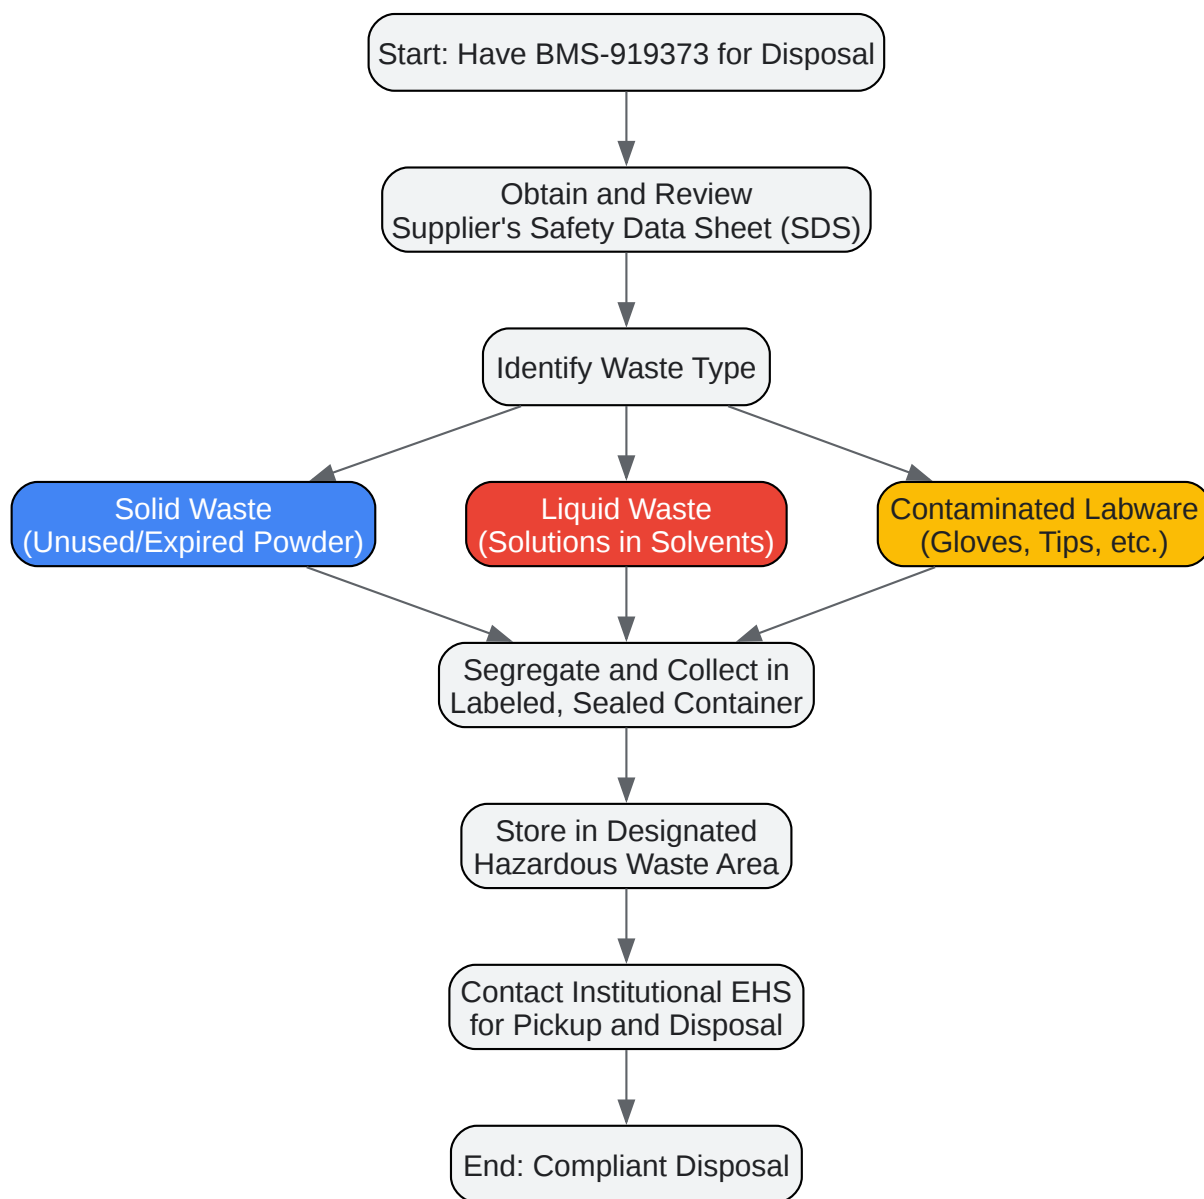 Start: Have BMS-919373 for Disposal
Obtain and Review
Supplier's Safety Data Sheet (SDS)
Identify Waste Type
Solid Waste
(Unused/Expired Powder)
Liquid Waste
(Solutions in Solvents)
Contaminated Labware
(Gloves, Tips, etc.)
Segregate and Collect in
Labeled, Sealed Container
Store in Designated
Hazardous Waste Area
Contact Institutional EHS
for Pickup and Disposal
End: Compliant Disposal